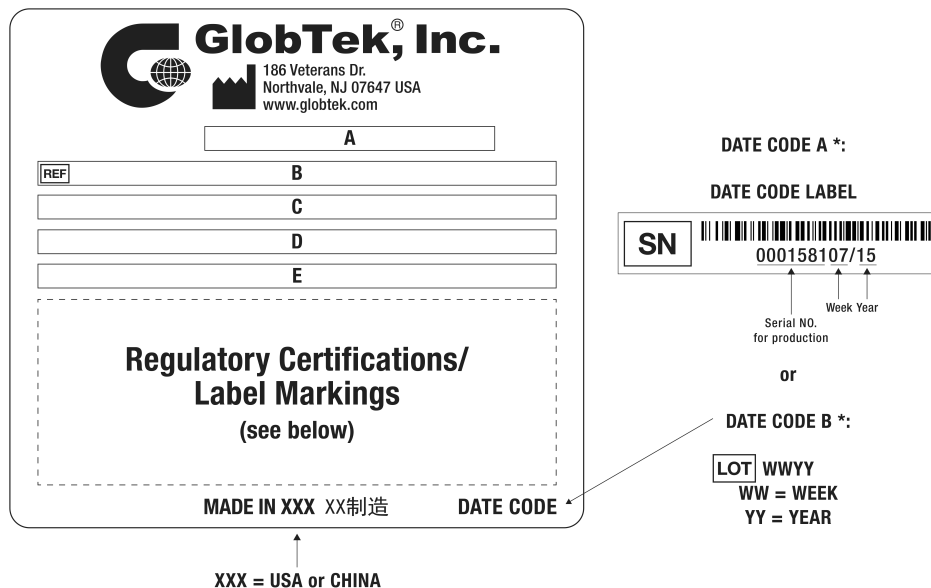 GlobTek®, Inc.
186 Veterans Dr.
Northvale, NJ 07647 USA
www.globtek.com
A
REF B
C
D
E
Regulatory Certifications/
Label Markings
(see below)
MADE IN XXX XX制造 DATE CODE
XXX = USA or CHINA
DATE CODE A *:
DATE CODE LABEL
SN
000158107/15
Week Year
Serial NO.
for production
or
DATE CODE B *:
LOT WWYY
WW = WEEK
YY = YEAR